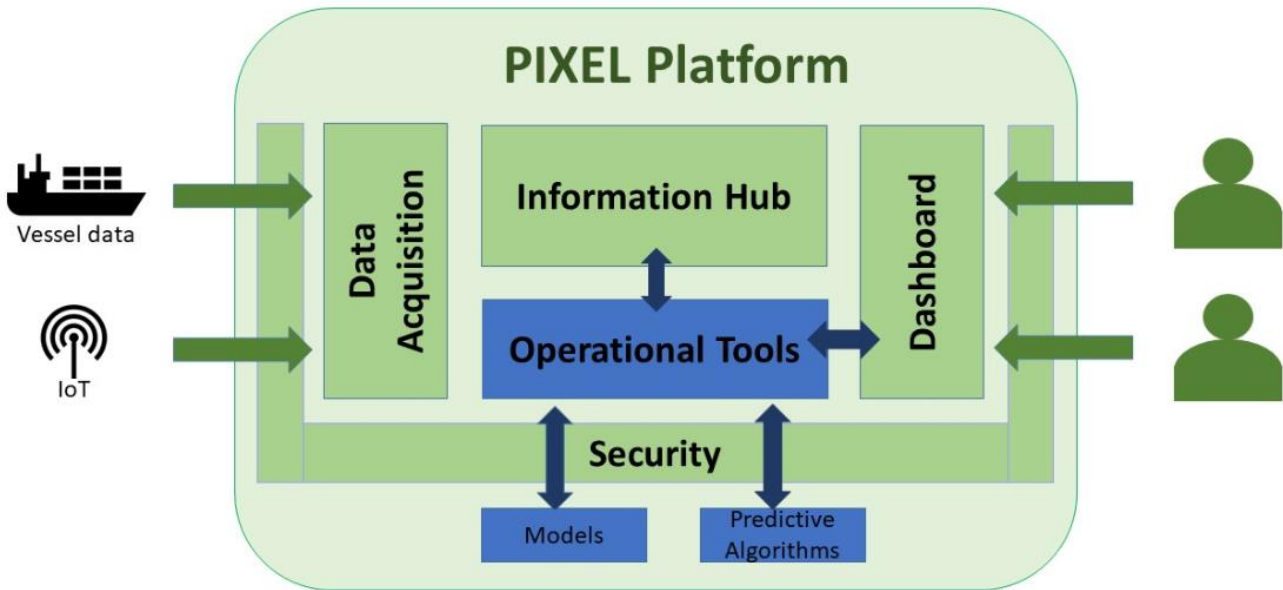 PIXEL Platform
Vessel data
IoT
Data
Acquisition
Information Hub
Operational Tools
Dashboard
Security
Models
Predictive
Algorithms